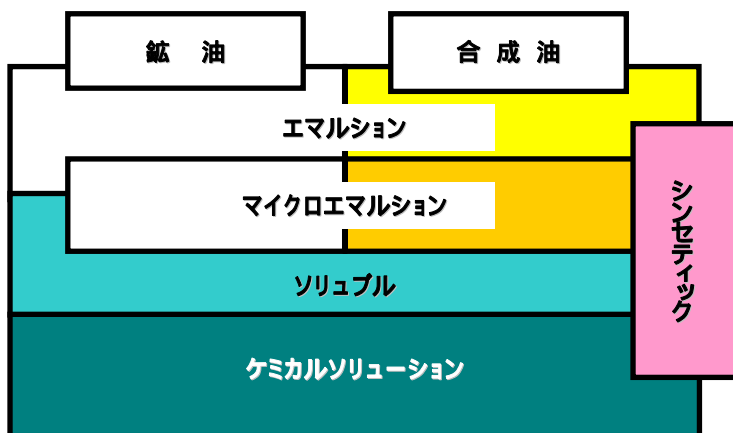 鉱 油
合 成 油
エマルション
マイクロエマルション
シンセティック
ソリュブル
ケミカルソリューション